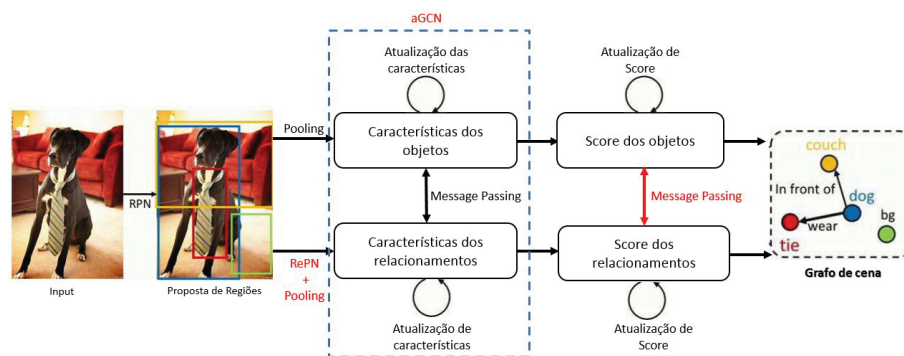 aGCN
Atualização das
características
Atualização de
Score
Pooling
Características dos
objetos
Score dos objetos
RPN
Message Passing
Message Passing
couch
In front of
dog
bg
wear
tie
RePN
+
Pooling
Características dos
relacionamentos
Score dos
relacionamentos
Grafo de cena
Input
Proposta de Regiões
Atualização de
características
Atualização de
Score